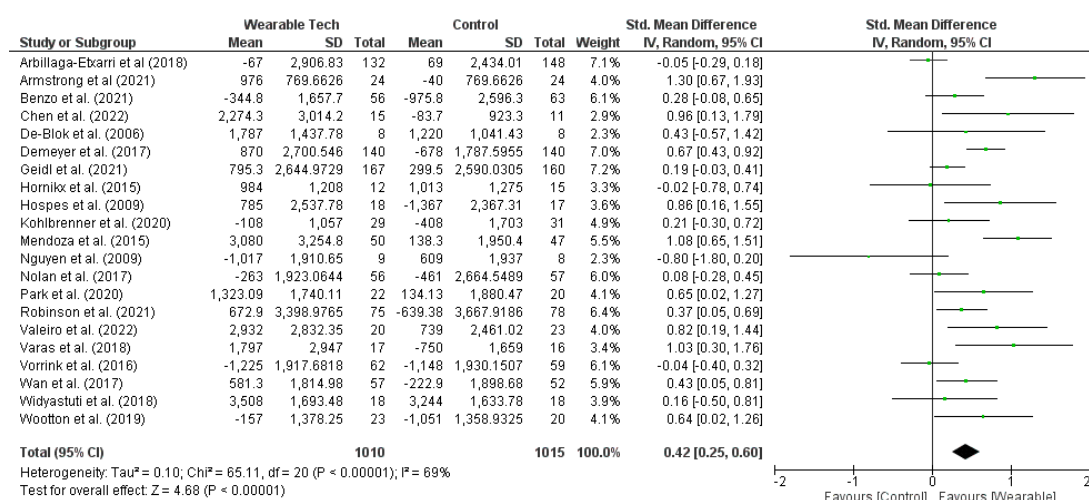 Wearable Tech Control Std. Mean Difference Std. Mean Difference
Study or Subgroup Mean SD Total Mean SD Total Weight IV, Random, 95% CI IV, Random, 95% CI
Arbillaga-Etxarri et al (2018) -67 2,906.83 132 69 2,434.01 148 7.1% -0.05 [-0.29, 0.18]
Armstrong et al (2021) 976 769.6626 24 -40 769.6626 24 4.0% 1.30 [0.67, 1.93]
Benzo et al. (2021) -344.8 1,657.7 56 -975.8 2,596.3 63 6.0% 0.28 [-0.08, 0.65]
Chen et al. (2022) 2,274.3 3,014.2 15 -83.7 923.3 11 2.9% 0.96 [0.13, 1.79]
De-Blok et al. (2006) 1,787 1,437.78 8 1,220 1,041.43 8 2.3% 0.43 [-0.57, 1.42]
Demeyer et al. (2017) 870 2,700.546 140 -678 1,787.5955 140 7.0% 0.67 [0.43, 0.92]
Geidl et al. (2021) 795.3 2,644.9729 167 299.5 2,590.0305 160 7.2% 0.19 [-0.03, 0.41]
Hornikx et al. (2015) 984 1,208 12 1,013 1,275 15 3.2% -0.02 [-0.78, 0.74]
Hospes et al. (2009) 785 2,537.78 18 -1,367 2,367.31 17 3.6% 0.86 [0.16, 1.55]
Kohlbrenner et al. (2020) -108 1,057 29 -408 1,703 31 4.9% 0.21 [-0.30, 0.72]
Mendoza et al. (2015) 3,080 3,254.8 50 138.3 1,950.4 47 5.5% 1.08 [0.65, 1.51]
Nguyen et al. (2009) -1,017 1,910.65 9 609 1,937 8 2.3% -0.80 [-1.80, 0.20]
Nolan et al. (2017) -263 1,923.0644 56 -461 2,664.5489 57 6.0% 0.08 [-0.28, 0.45]
Park et al. (2020) 1,323.09 1,740.11 22 134.13 1,880.47 20 4.0% 0.65 [0.02, 1.27]
Robinson et al. (2021) 672.9 3,398.9765 75 -639.38 3,667.9186 78 6.3% 0.37 [0.05, 0.69]
Valeiro et al. (2022) 2,932 2,832.35 20 739 2,461.02 23 4.0% 0.82 [0.19, 1.44]
Varas et al. (2018) 1,797 2,947 17 -750 1,659 16 3.4% 1.03 [0.30, 1.76]
Vorrink et al. (2016) -1,225 1,917.6818 62 -1,148 1,930.1507 59 6.0% -0.04 [-0.40, 0.32]
Wan et al. (2017) 581.3 1,814.98 57 -222.9 1,898.68 52 5.9% 0.43 [0.05, 0.81]
Widyastuti et al. (2018) 3,508 1,693.48 18 3,244 1,633.78 18 3.8% 0.16 [-0.50, 0.81]
Wootton et al. (2019) -157 1,378.25 23 -1,051 1,358.9325 20 4.1% 0.64 [0.02, 1.26]
Total (95% CI) 1010 1015 100.0% 0.42 [0.25, 0.60]
Heterogeneity: Tau² = 0.10; Chi² = 65.11, df = 20 (P < 0.00001); I² = 69%
Test for overall effect: Z = 4.68 (P < 0.00001)
-2 -1 0 1 2
Favours [Control] Favours [Wearable]